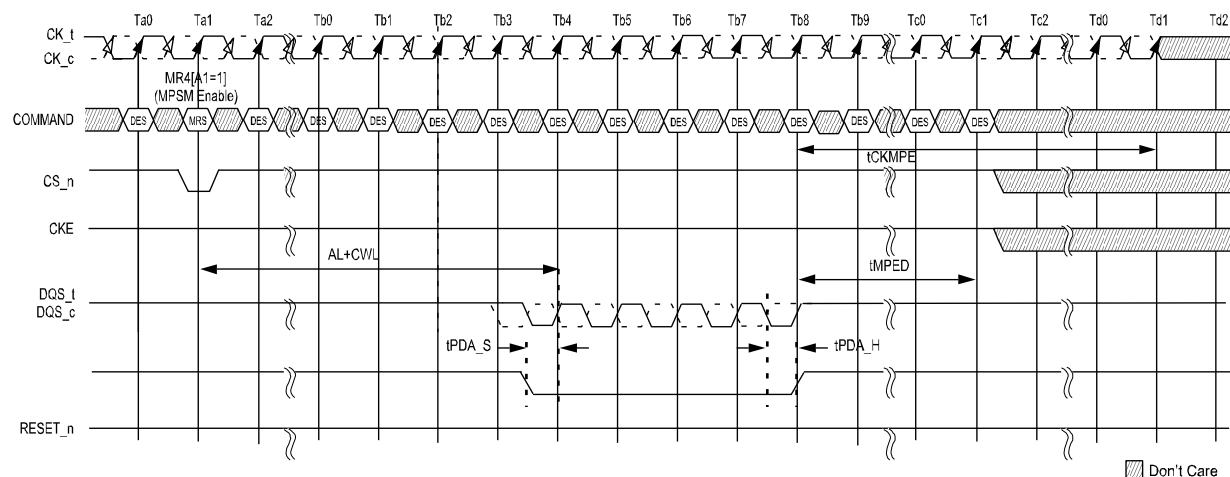 Ta0 Ta1 Ta2 Tb0 Tb1 Tb2 Tb3 Tb4 Tb5 Tb6 Tb7 Tb8 Tb9 Tc0 Tc1 Tc2 Td0 Td1 Td2
CK_t
CK_c
MR4[A1=1]
(MPSM Enable)
COMMAND DES MRS DES DES DES DES DES DES DES DES DES DES DES DES DES
tCKMPE
CS_n
CKE
AL+CWL
tMPED
DQS_t
DQS_c
tPDA_S tPDA_H
RESET_n
Don't Care